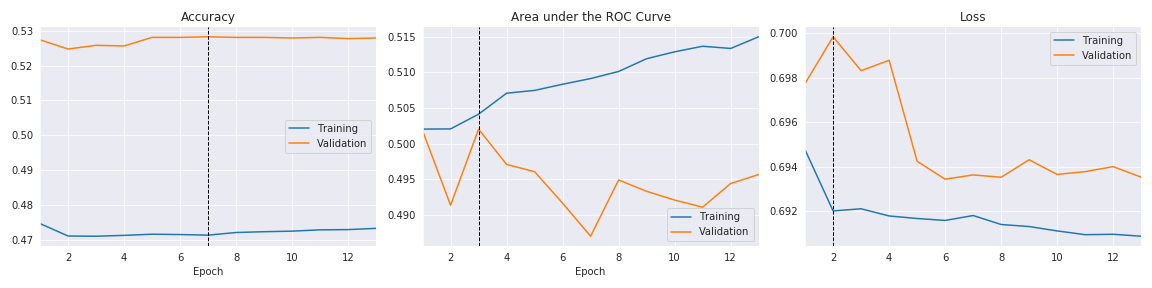 Accuracy
0.53
0.52
0.51
0.50
0.49
0.48
0.47
2 4 6 8 10 12
Epoch
Training
Validation
Area under the ROC Curve
0.515
0.510
0.505
0.500
0.495
0.490
2 4 6 8 10 12
Epoch
Training
Validation
Loss
0.700
0.698
0.696
0.694
0.692
2 4 6 8 10 12
Training
Validation